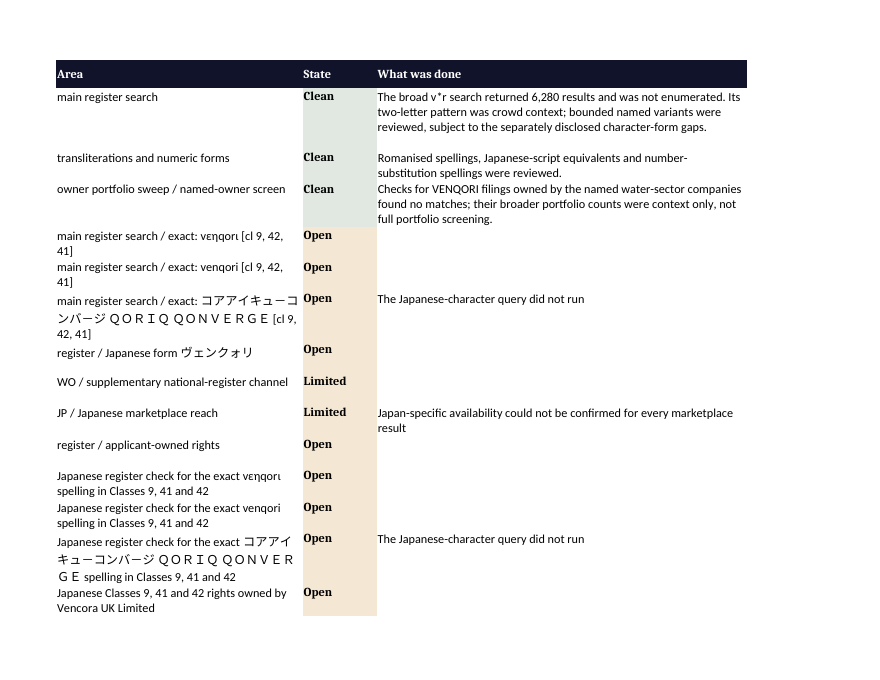 Area State What was done
main register search Clean The broad v*r search returned 6,280 results and was not enumerated. Its
two-letter pattern was crowd context; bounded named variants were
reviewed, subject to the separately disclosed character-form gaps.
transliterations and numeric forms Clean Romanised spellings, Japanese-script equivalents and number-
substitution spellings were reviewed.
owner portfolio sweep / named-owner screen Clean Checks for VENQORI filings owned by the named water-sector companies
found no matches; their broader portfolio counts were context only, not
full portfolio screening.
main register search / exact: vεηqorι [cl 9, 42, Open
41]
main register search / exact: venqori [cl 9, 42, Open
41]
main register search / exact: コアアイキューコ Open The Japanese-character query did not run
ンバージ ＱＯＲＩＱ ＱＯＮＶＥＲＧＥ [cl 9,
42, 41]
register / Japanese form ヴェンクォリ Open
WO / supplementary national-register channel Limited
JP / Japanese marketplace reach Limited Japan-specific availability could not be confirmed for every marketplace
result
register / applicant-owned rights Open
Japanese register check for the exact vεηqorι Open
spelling in Classes 9, 41 and 42
Japanese register check for the exact venqori Open
spelling in Classes 9, 41 and 42
Japanese register check for the exact コアアイ Open The Japanese-character query did not run
キューコンバージ ＱＯＲＩＱ ＱＯＮＶＥＲ
ＧＥ spelling in Classes 9, 41 and 42
Japanese Classes 9, 41 and 42 rights owned by Open
Vencora UK Limited